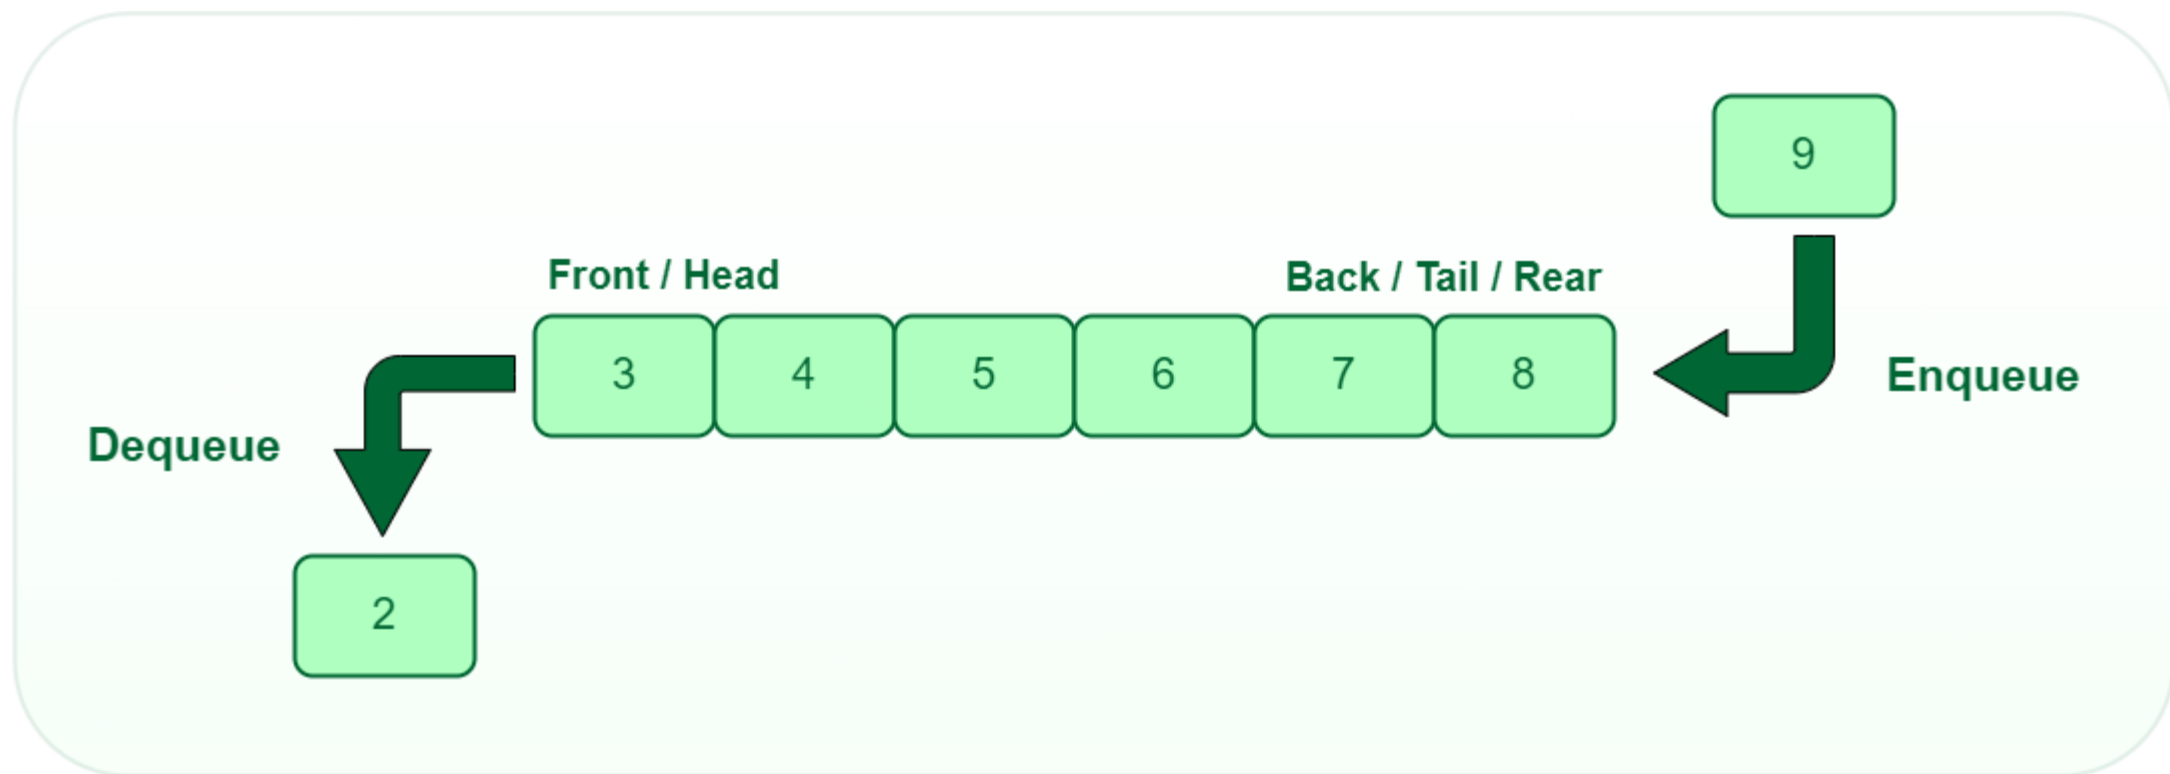 9
Front / Head
Back / Tail / Rear
3 4 5 6 7 8
Enqueue
Dequeue
2